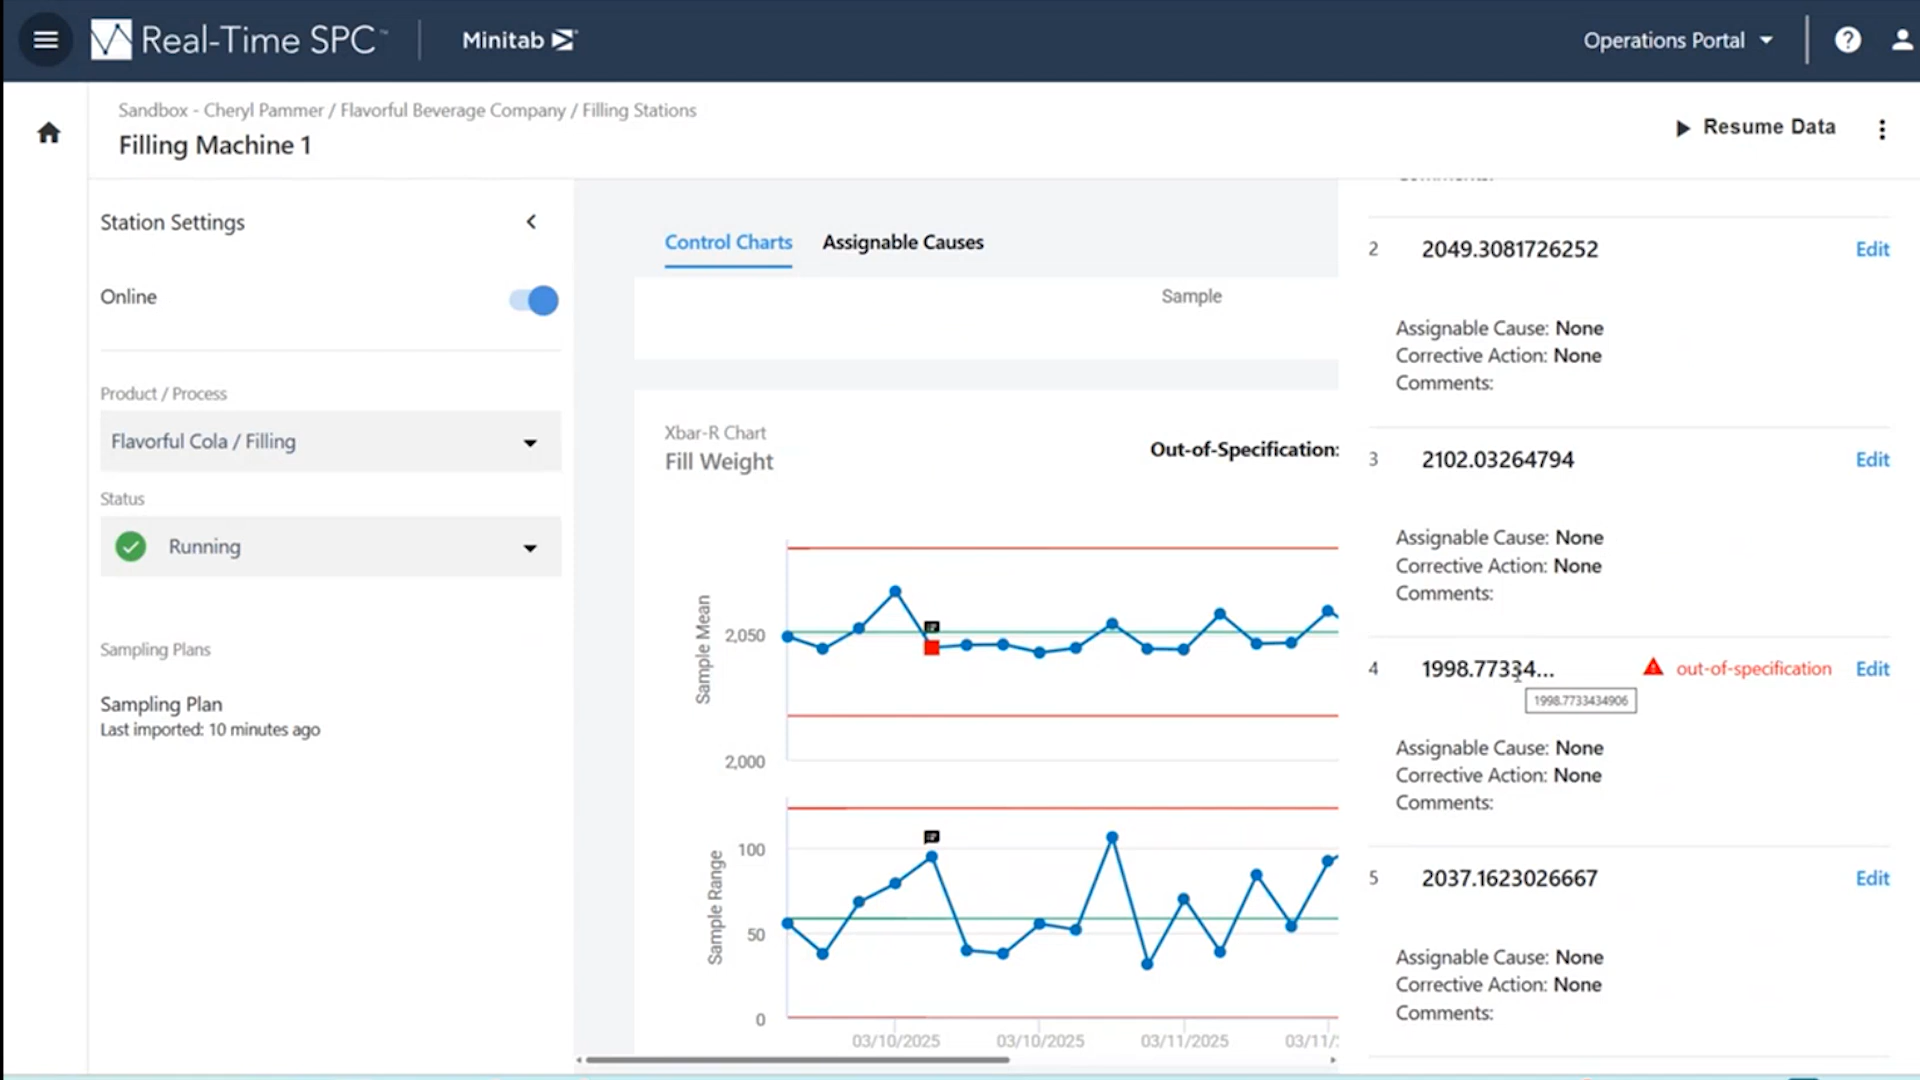 Real-Time SPC™
Minitab
Operations Portal
Sandbox - Cheryl Pammer / Flavorful Beverage Company / Filling Stations
Filling Machine 1
Resume Data
Station Settings
Online
Product / Process
Flavorful Cola / Filling
Status
Running
Sampling Plans
Sampling Plan
Last imported: 10 minutes ago
Control Charts
Assignable Causes
Sample
Xbar-R Chart
Fill Weight
Out-of-Specification:
Sample Mean
2,050
2,000
Sample Range
100
50
0
03/10/2025
03/10/2025
03/11/2025
03/11/
2 2049.3081726252 Edit
Assignable Cause: None
Corrective Action: None
Comments:
3 2102.03264794 Edit
Assignable Cause: None
Corrective Action: None
Comments:
4 1998.77334... out-of-specification Edit
1998.7733434906
Assignable Cause: None
Corrective Action: None
Comments:
5 2037.1623026667 Edit
Assignable Cause: None
Corrective Action: None
Comments: